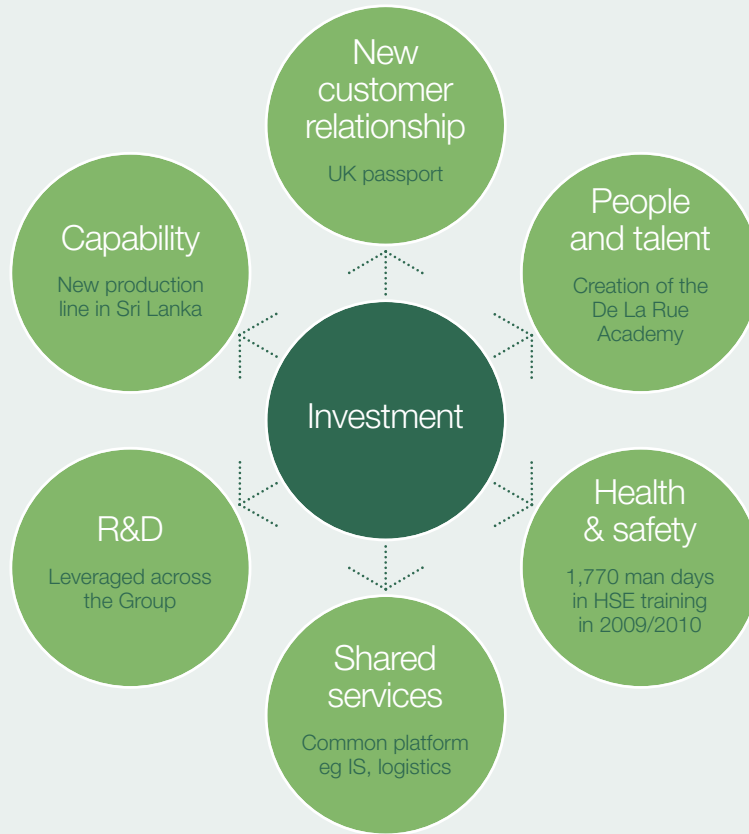 New
customer
relationship
UK passport
People
and talent
Creation of the
De La Rue
Academy
Capability
New production
line in Sri Lanka
Investment
R&D
Leveraged across
the Group
Health
& safety
1,770 man days
in HSE training
in 2009/2010
Shared
services
Common platform
eg IS, logistics